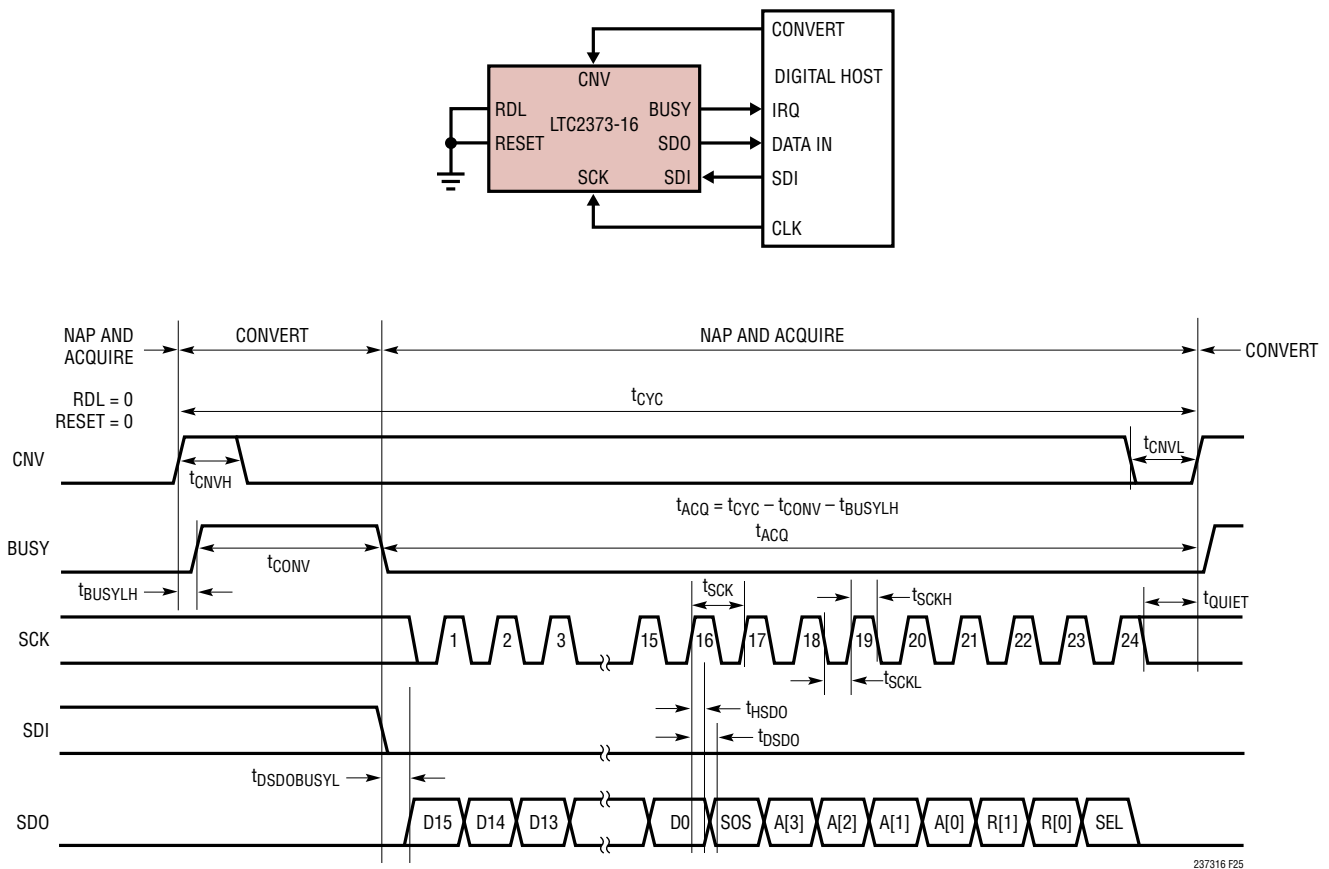 CONVERT
CNV
DIGITAL HOST
RDL
BUSY
IRQ
LTC2373-16
RESET
SDO
DATA IN
SCK
SDI
SDI
CLK
NAP AND
ACQUIRE
CONVERT
NAP AND ACQUIRE
CONVERT
RDL = 0
RESET = 0
tCYC
CNV
tCNVH
tCNVL
tACQ = tCYC – tCONV – tBUSYLH
BUSY
tCONV
tACQ
tBUSYLH
tSCK
tSCKH
tQUIET
SCK
1 2 3 15 16 17 18 19 20 21 22 23 24
tSCKL
tHSDO
SDI
tDSDO
tDSDOBUSYL
SDO
D15 D14 D13 D0 SOS A[3] A[2] A[1] A[0] R[1] R[0] SEL
237316 F25